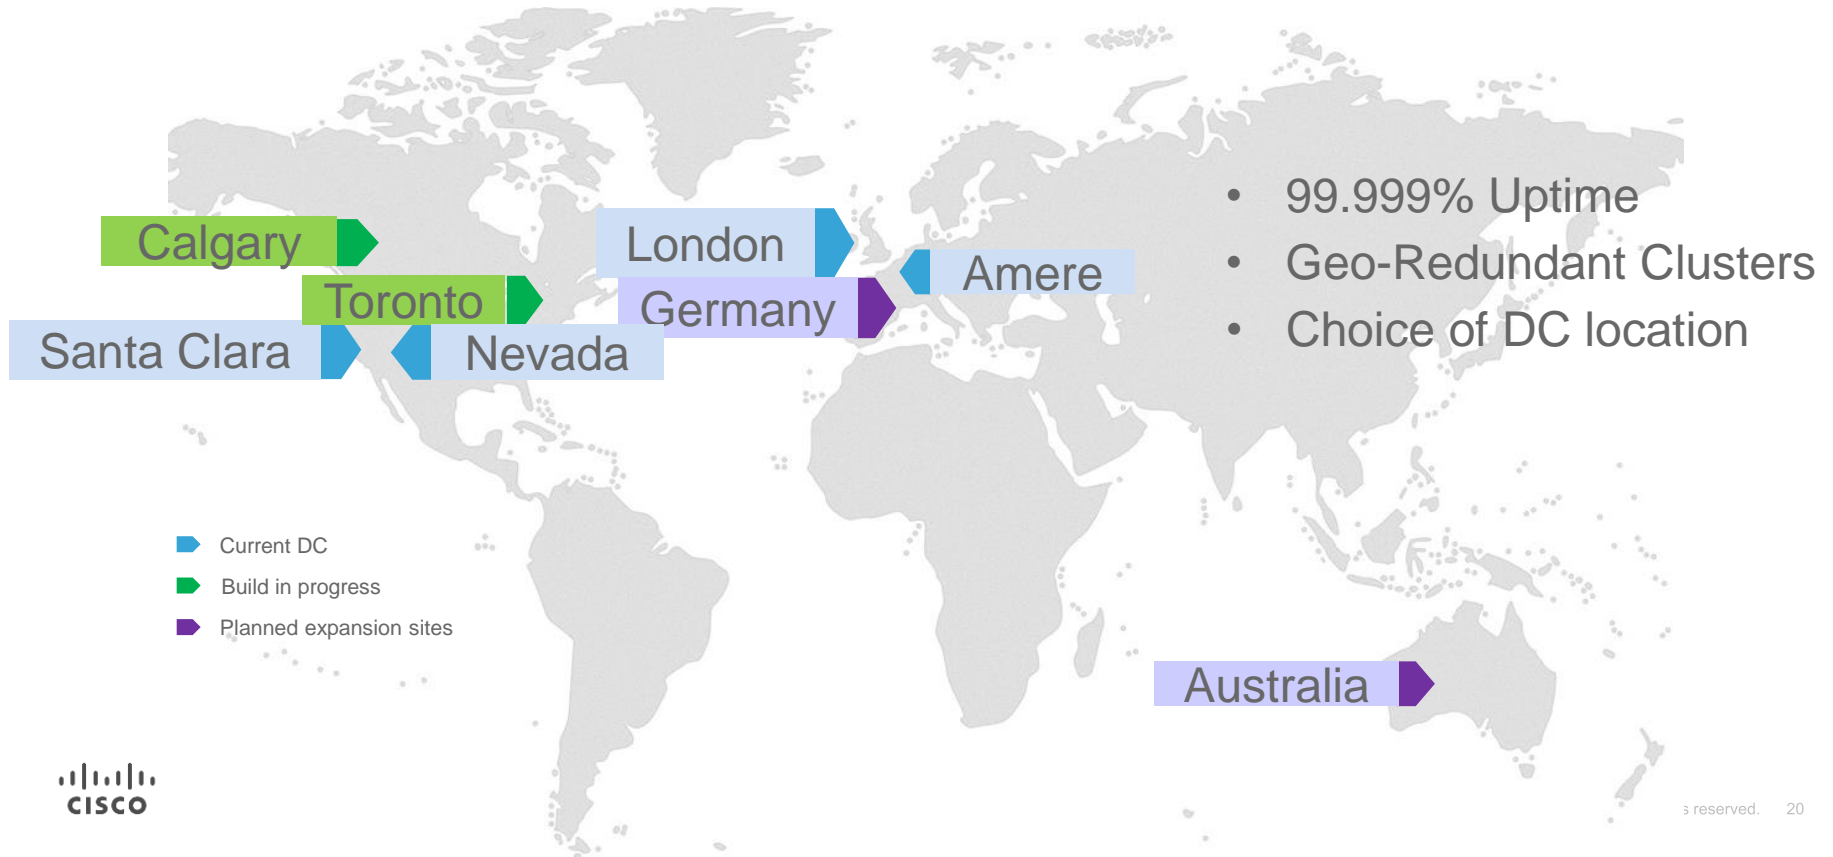 99.999% Uptime
Geo-Redundant Clusters
Choice of DC location
Calgary
Toronto
Santa Clara
Nevada
London
Germany
Amere
Australia
Current DC
Build in progress
Planned expansion sites
CISCO
s reserved. 20